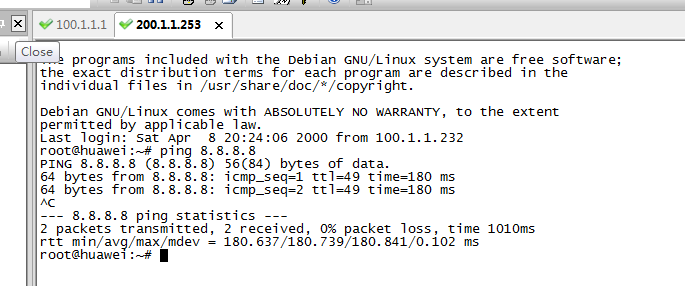 100.1.1.1
200.1.1.253
Close
programs included with the Debian GNU/Linux system are free software;
the exact distribution terms for each program are described in the
individual files in /usr/share/doc/*/copyright.
Debian GNU/Linux comes with ABSOLUTELY NO WARRANTY, to the extent
permitted by applicable law.
Last login: Sat Apr  8 20:24:06 2000 from 100.1.1.232
root@huawei:~# ping 8.8.8.8
PING 8.8.8.8 (8.8.8.8) 56(84) bytes of data.
64 bytes from 8.8.8.8: icmp_seq=1 ttl=49 time=180 ms
64 bytes from 8.8.8.8: icmp_seq=2 ttl=49 time=180 ms
^C
--- 8.8.8.8 ping statistics ---
2 packets transmitted, 2 received, 0% packet loss, time 1010ms
rtt min/avg/max/mdev = 180.637/180.739/180.841/0.102 ms
root@huawei:~#